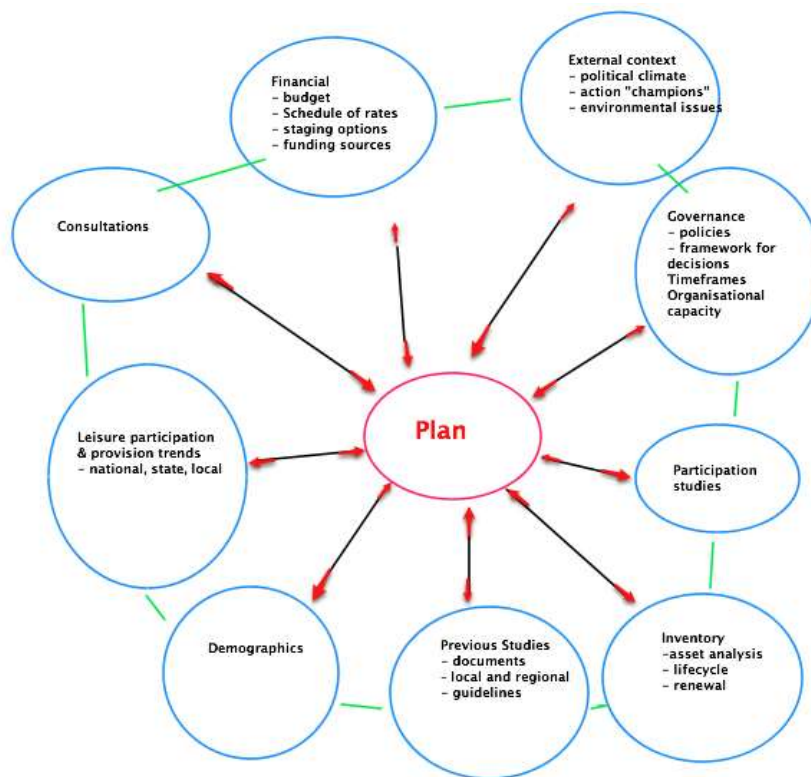 Financial
- budget
- Schedule of rates
- staging options
- funding sources
External context
- political climate
- action "champions"
- environmental issues
Consultations
Governance
- policies
- framework for
decisions
Timeframes
Organisational
capacity
Plan
Leisure participation
& provision trends
- national, state, local
Participation
studies
Demographics
Previous Studies
- documents
- local and regional
- guidelines
Inventory
-asset analysis
- lifecycle
- renewal